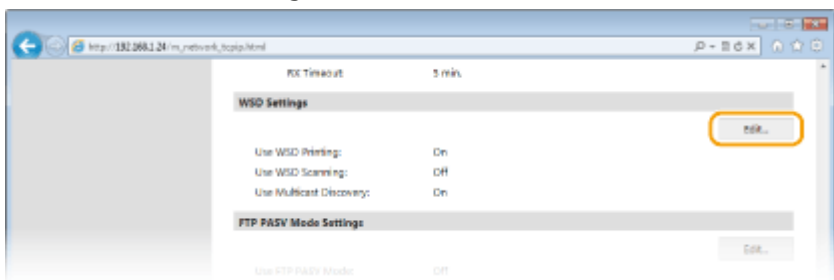 http://192.168.1.24/m_network_tcpip.html
RX Timeout 5 min.
WSD Settings
Edit...
Use WSD Printing: On
Use WSD Scanning: Off
Use Multicast Discovery: On
FTP PASV Mode Settings
Edit...
Use FTP PASV Mode: Off